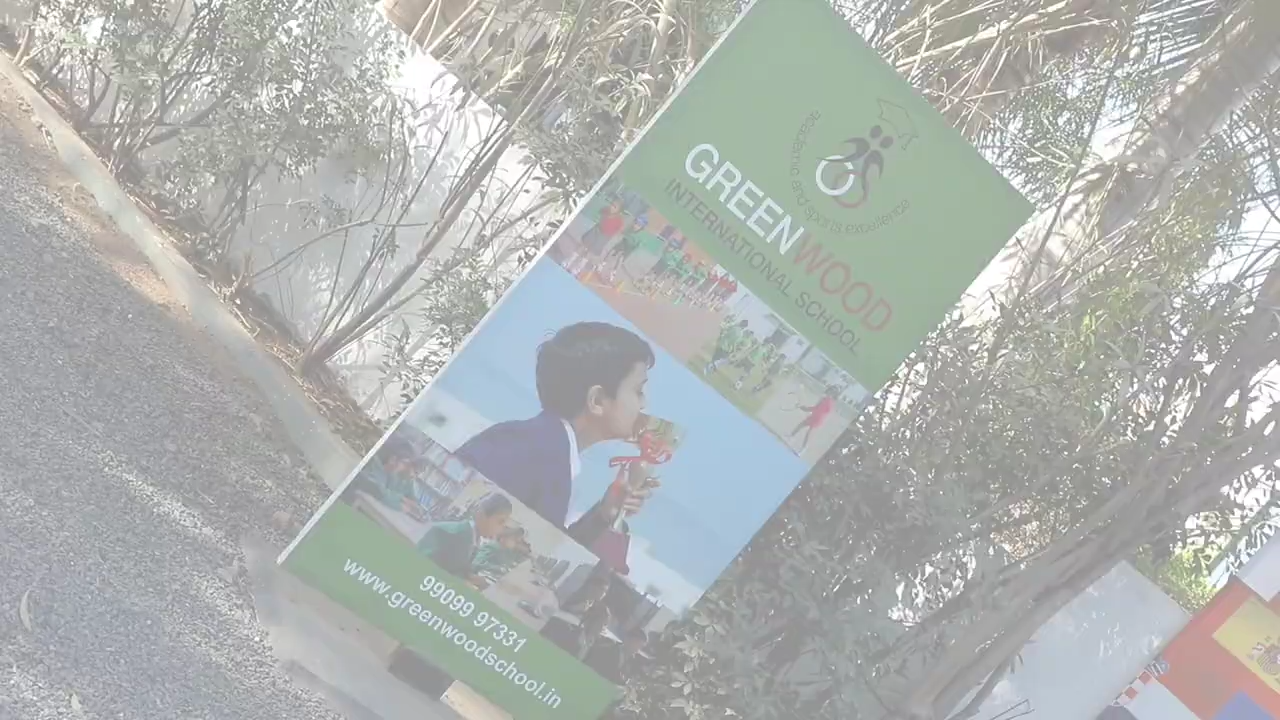 academic and sports excellence
GREENWOOD
INTERNATIONAL SCHOOL
99099 97331
www.greenwoodschool.in